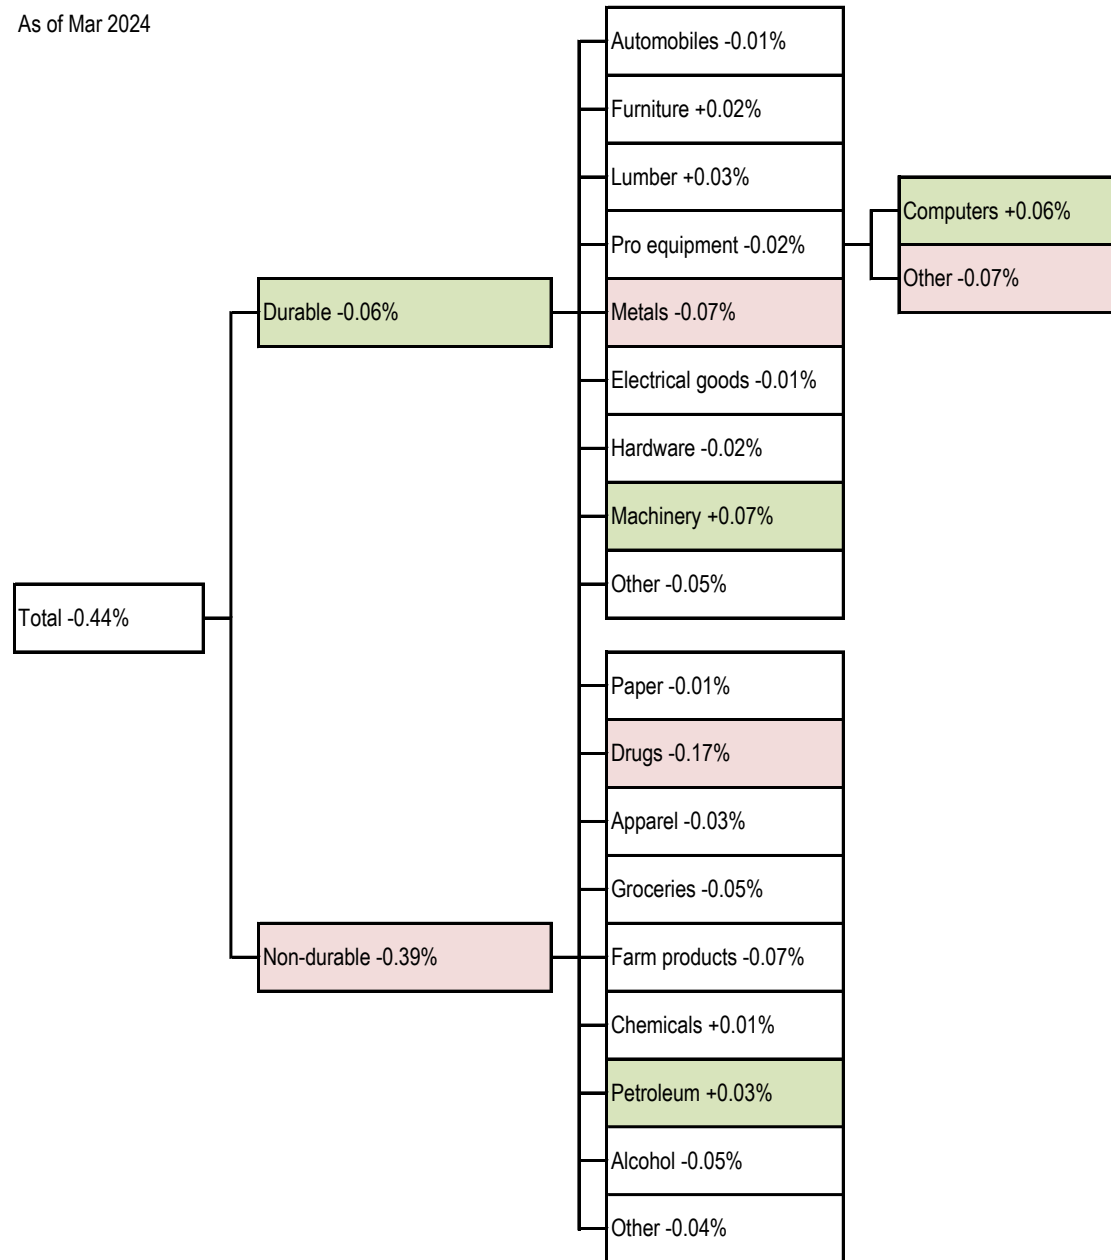 As of Mar 2024
Automobiles -0.01%
Furniture +0.02%
Lumber +0.03%
Computers +0.06%
Pro equipment -0.02%
Other -0.07%
Durable -0.06%
Metals -0.07%
Electrical goods -0.01%
Hardware -0.02%
Machinery +0.07%
Other -0.05%
Total -0.44%
Paper -0.01%
Drugs -0.17%
Apparel -0.03%
Groceries -0.05%
Non-durable -0.39%
Farm products -0.07%
Chemicals +0.01%
Petroleum +0.03%
Alcohol -0.05%
Other -0.04%